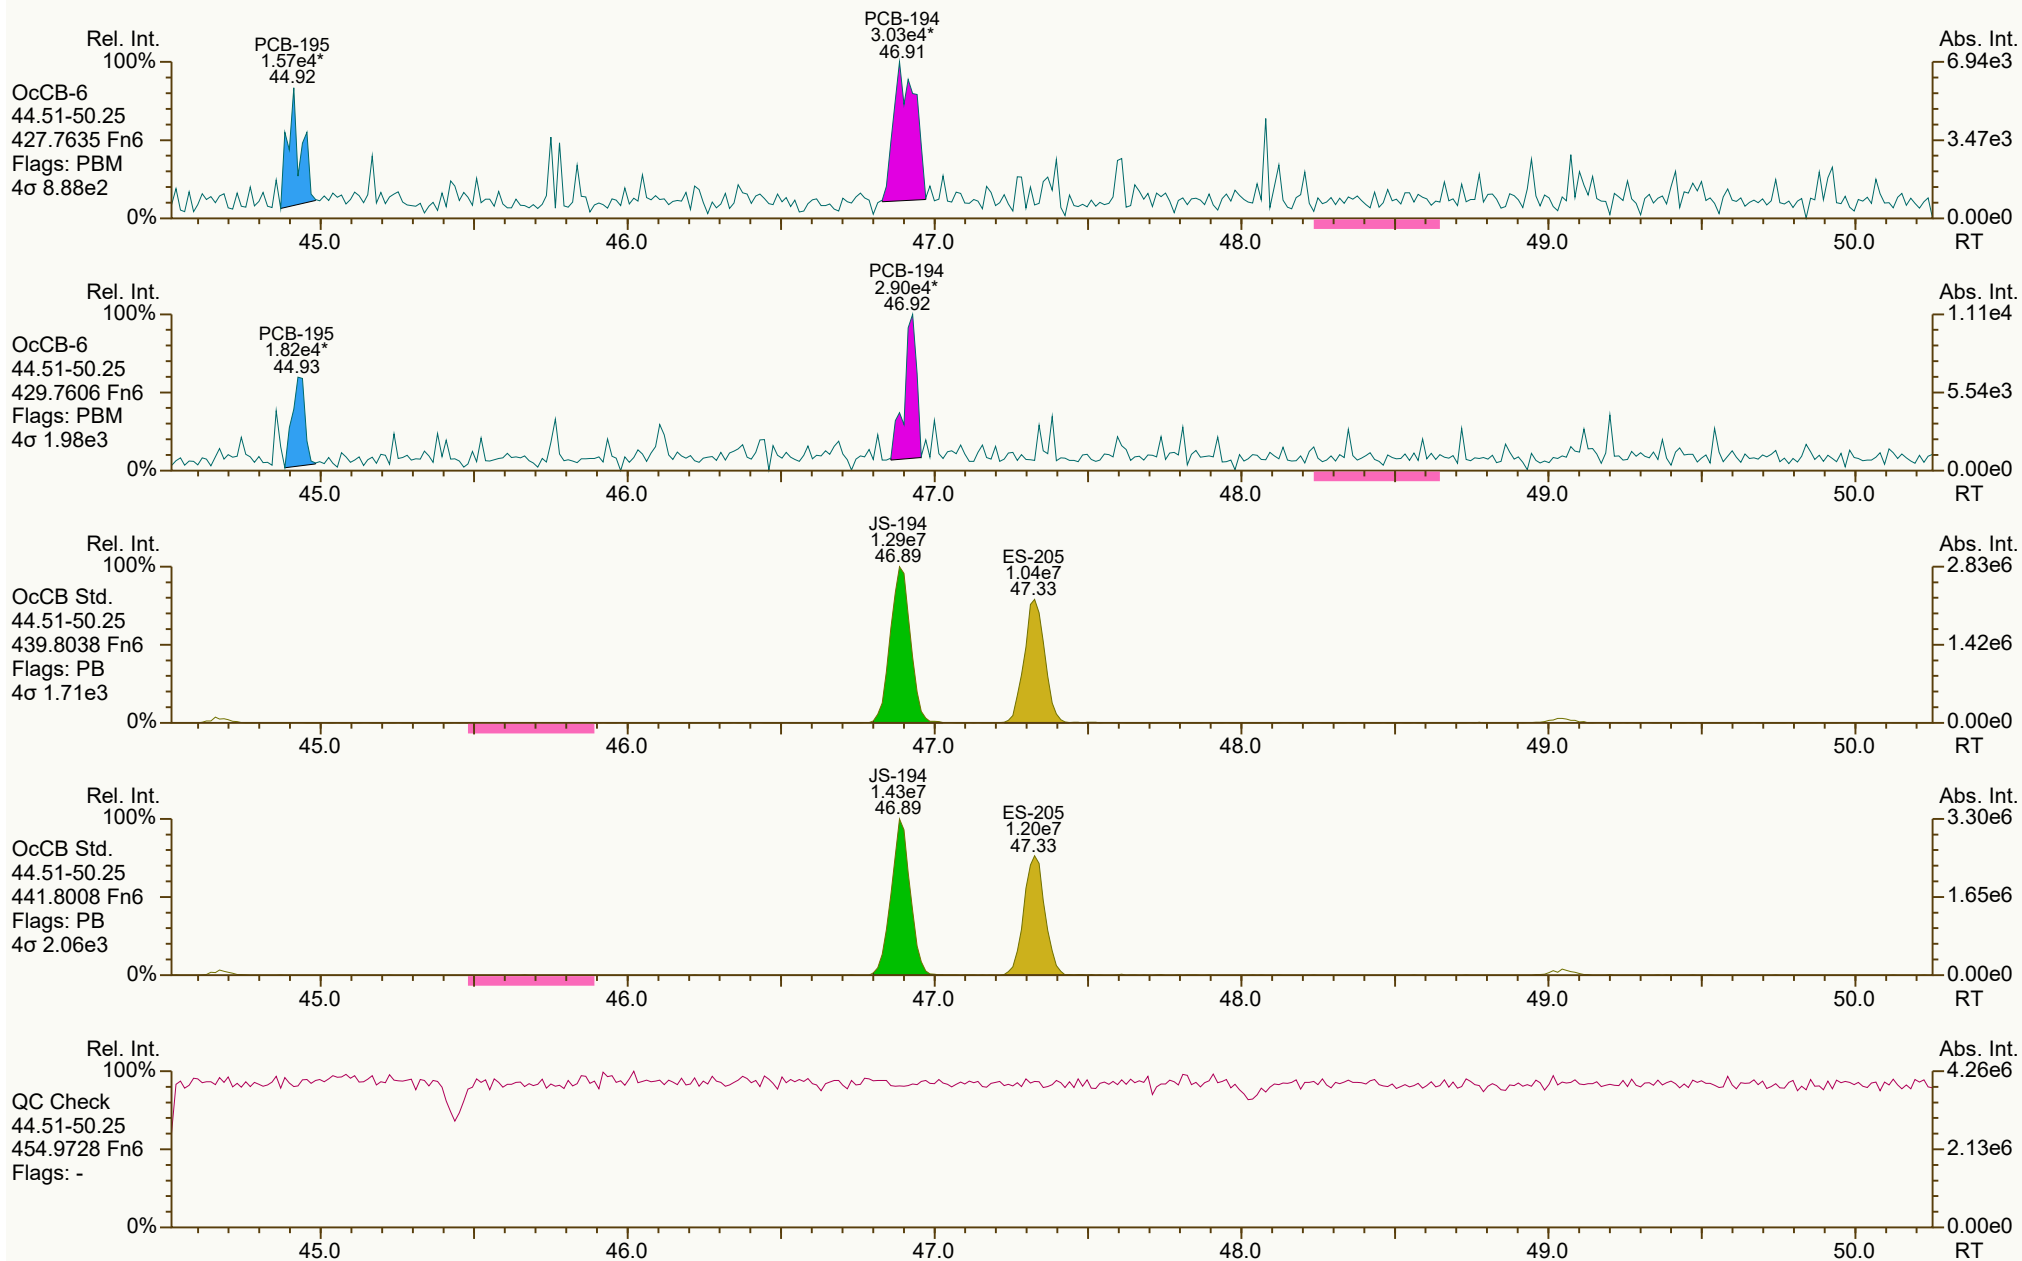 PCB-194
3.03e4*
46.91
PCB-195
1.57e4*
44.92
Rel. Int.
100%
0%
OcCB-6
44.51-50.25
427.7635 Fn6
Flags: PBM
4σ 8.88e2
Abs. Int.
6.94e3
3.47e3
0.00e0
45.0 46.0 47.0 48.0 49.0 50.0 RT
PCB-194
2.90e4*
46.92
PCB-195
1.82e4*
44.93
Rel. Int.
100%
0%
OcCB-6
44.51-50.25
429.7606 Fn6
Flags: PBM
4σ 1.98e3
Abs. Int.
1.11e4
5.54e3
0.00e0
45.0 46.0 47.0 48.0 49.0 50.0 RT
JS-194
1.29e7
46.89
ES-205
1.04e7
47.33
Rel. Int.
100%
0%
OcCB Std.
44.51-50.25
439.8038 Fn6
Flags: PB
4σ 1.71e3
Abs. Int.
2.83e6
1.42e6
0.00e0
45.0 46.0 47.0 48.0 49.0 50.0 RT
JS-194
1.43e7
46.89
ES-205
1.20e7
47.33
Rel. Int.
100%
0%
OcCB Std.
44.51-50.25
441.8008 Fn6
Flags: PB
4σ 2.06e3
Abs. Int.
3.30e6
1.65e6
0.00e0
45.0 46.0 47.0 48.0 49.0 50.0 RT
Rel. Int.
100%
0%
QC Check
44.51-50.25
454.9728 Fn6
Flags: -
Abs. Int.
4.26e6
2.13e6
0.00e0
45.0 46.0 47.0 48.0 49.0 50.0 RT